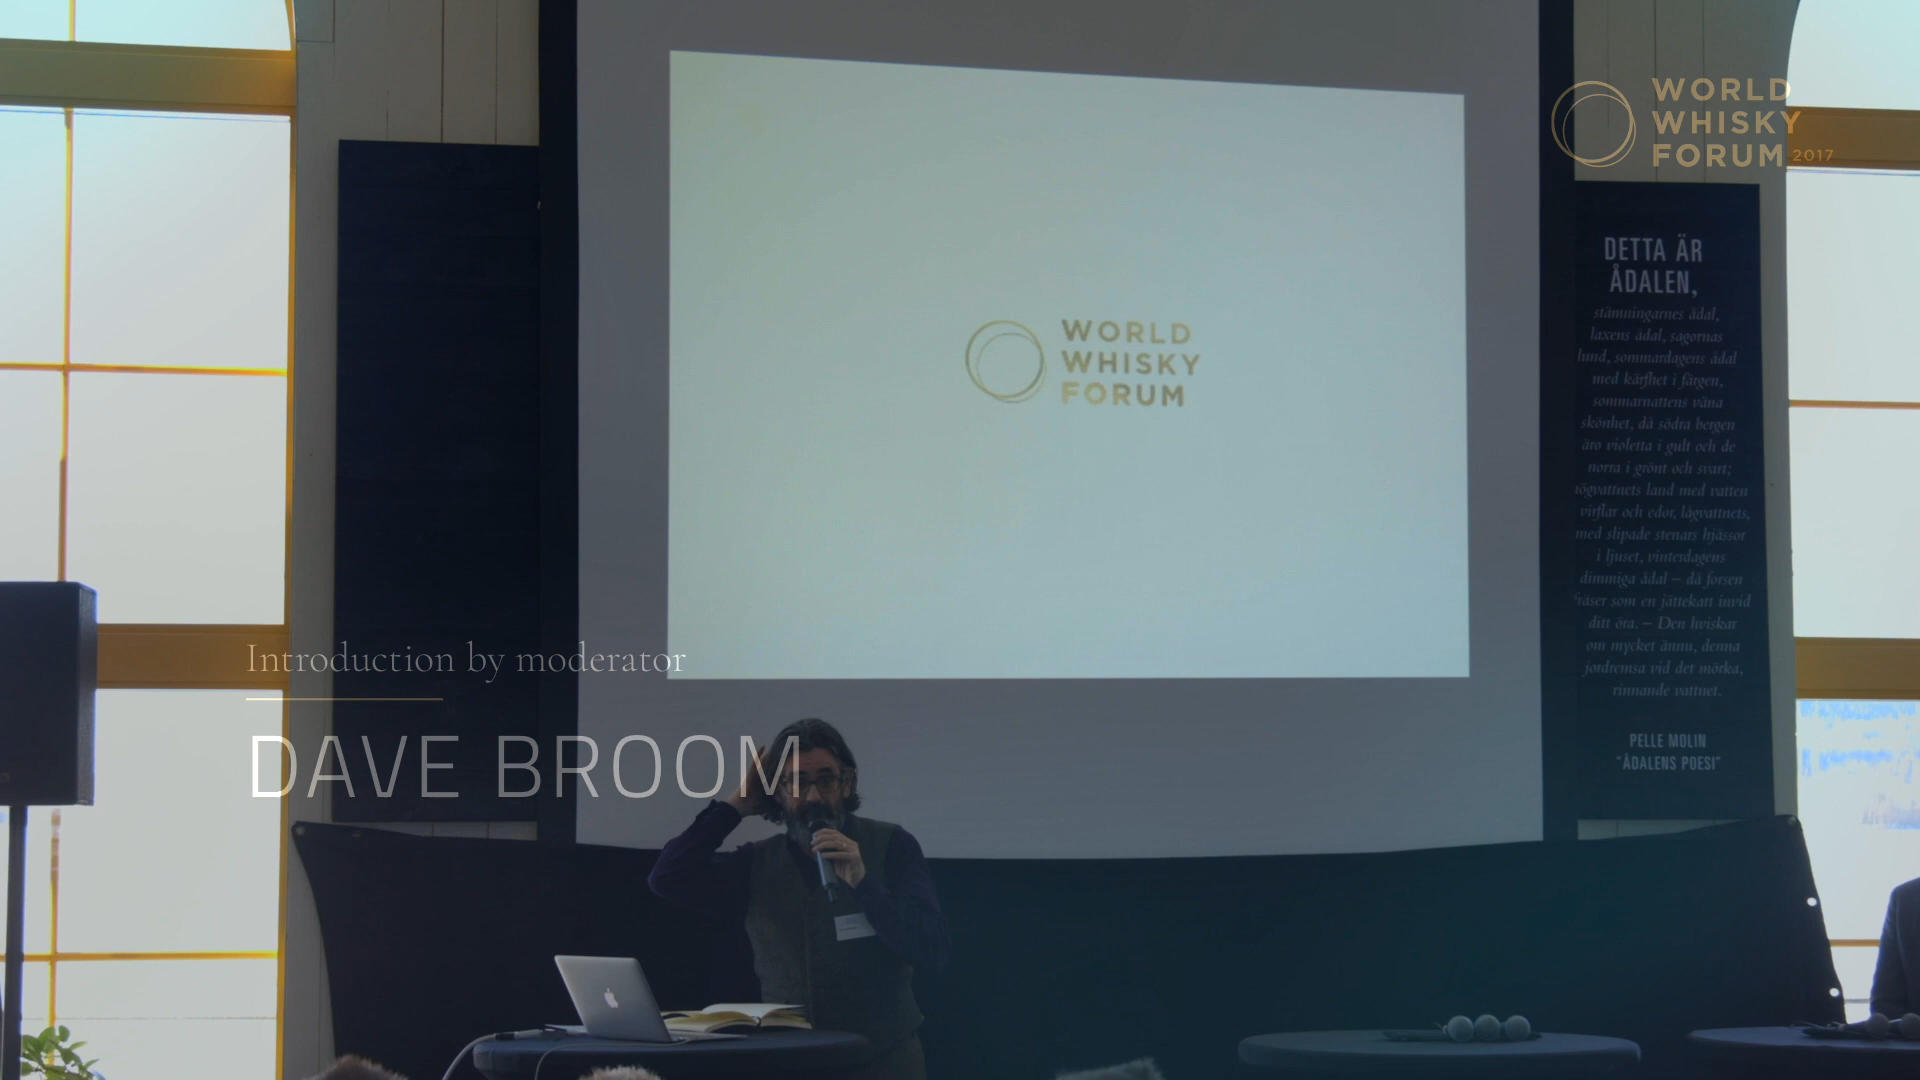 WORLD
WHISKY
FORUM 2017
WORLD
WHISKY
FORUM
DETTA ÄR
ÅDALEN,
stämningarnes ådal,
laxens ådal, sagornas
lund, sommardagens ådal
med kärfhet i färgen,
sommarnattens väna
skönhet, då södra bergen
äro violetta i gult och de
norra i grönt och svart;
högvattnets land med vatten
virflar och edor, lågvattnets,
med slipade stenars hjässor
i ljuset, vinterdagens
dimmiga ådal – då forsen
fräser som en jättekatt invid
ditt öra. – Den hviskar
om mycket ännu, denna
jordremsa vid det mörka,
rinnande vattnet.
PELLE MOLIN
"ÅDALENS POESI"
Introduction by moderator
DAVE BROOM